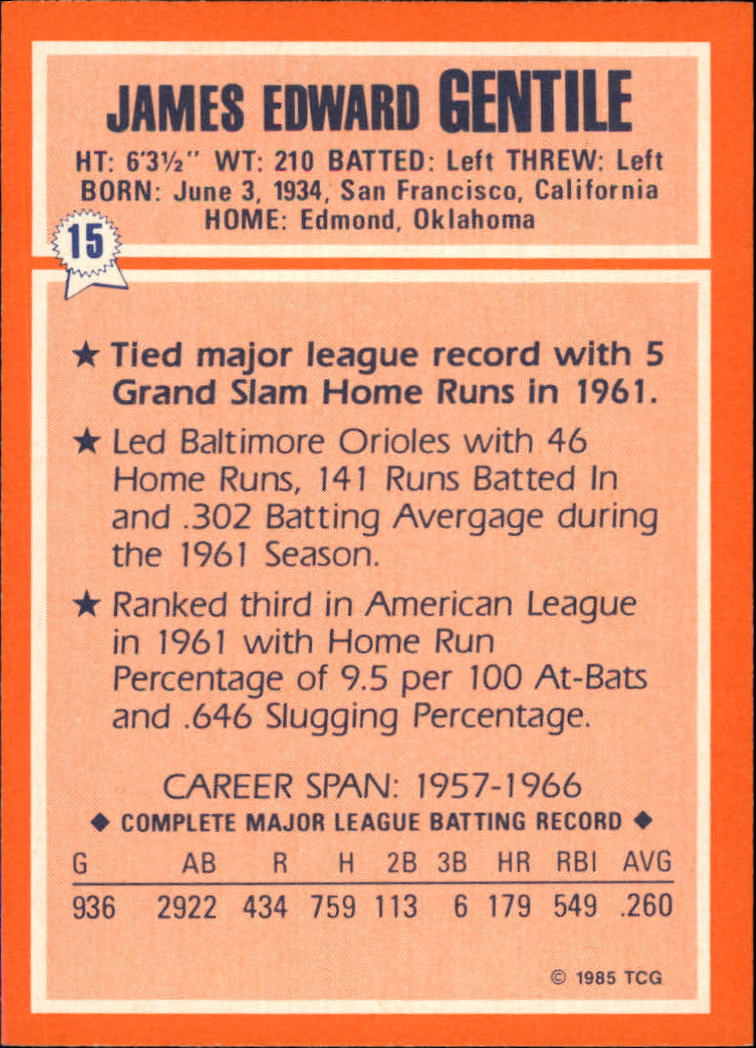 JAMES EDWARD GENTILE
HT: 6'3½" WT: 210 BATTED: Left THREW: Left
BORN: June 3, 1934, San Francisco, California
HOME: Edmond, Oklahoma
15
★ Tied major league record with 5
Grand Slam Home Runs in 1961.
★ Led Baltimore Orioles with 46
Home Runs, 141 Runs Batted In
and .302 Batting Avergage during
the 1961 Season.
★ Ranked third in American League
in 1961 with Home Run
Percentage of 9.5 per 100 At-Bats
and .646 Slugging Percentage.
CAREER SPAN: 1957-1966
◆ COMPLETE MAJOR LEAGUE BATTING RECORD ◆
G AB R H 2B 3B HR RBI AVG
936 2922 434 759 113 6 179 549 .260
© 1985 TCG